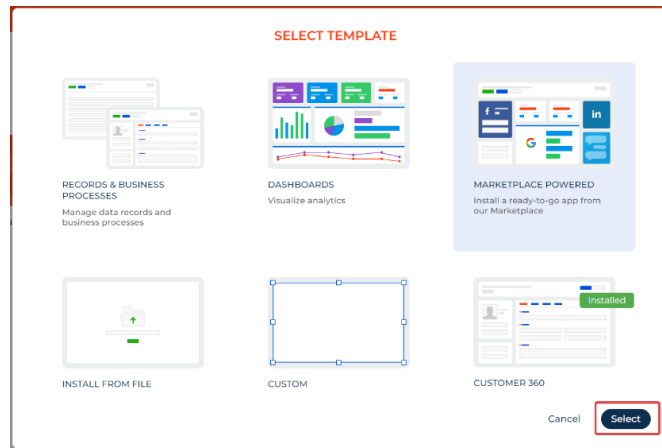 SELECT TEMPLATE
RECORDS & BUSINESS
PROCESSES
Manage data records and
business processes
DASHBOARDS
Visualize analytics
MARKETPLACE POWERED
Install a ready-to-go app from
our Marketplace
f
in
G
INSTALL FROM FILE
CUSTOM
Installed
CUSTOMER 360
Cancel
Select